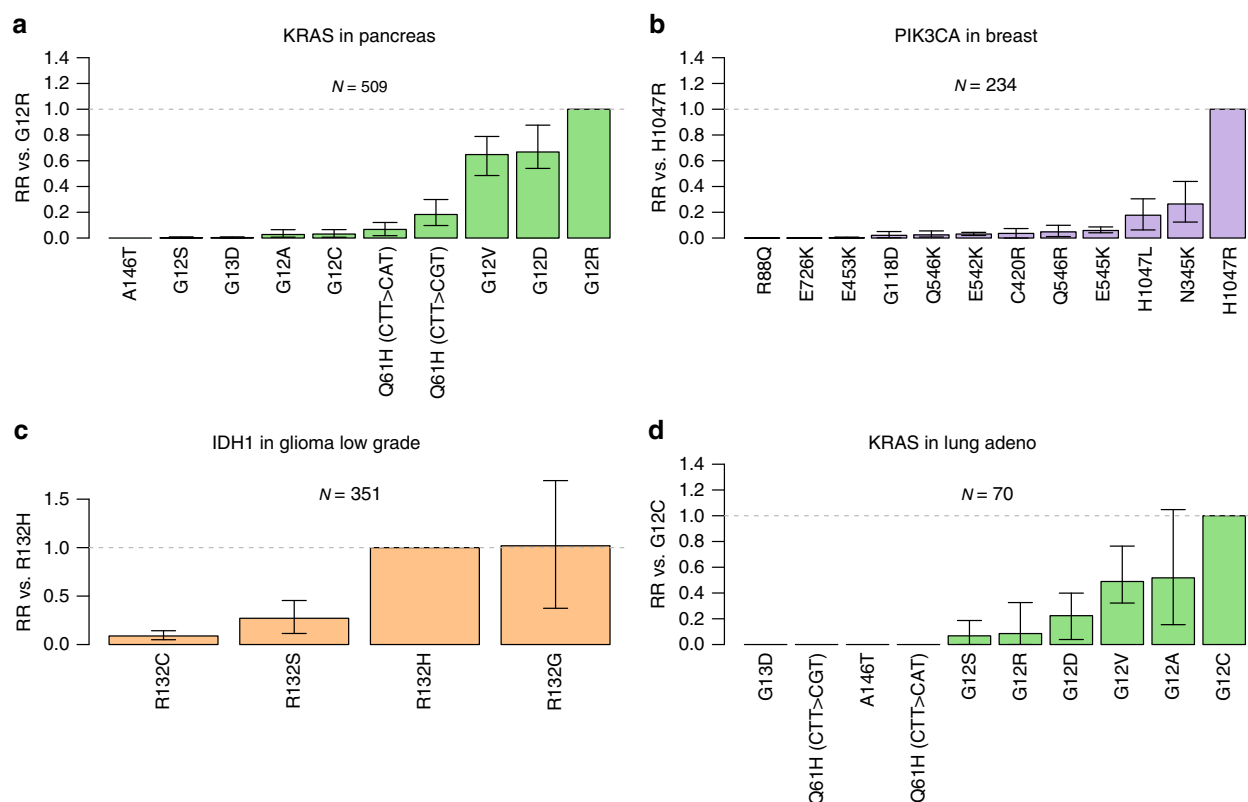 a
KRAS in pancreas
N = 509
RR vs. G12R
1.4
1.2
1.0
0.8
0.6
0.4
0.2
0.0
A146T
G12S
G13D
G12A
G12C
Q61H (CTT>CAT)
Q61H (CTT>CGT)
G12V
G12D
G12R
b
PIK3CA in breast
N = 234
RR vs. H1047R
1.4
1.2
1.0
0.8
0.6
0.4
0.2
0.0
R88Q
E726K
E453K
G118D
Q546K
E542K
C420R
Q546R
E545K
H1047L
N345K
H1047R
c
IDH1 in glioma low grade
N = 351
RR vs. R132H
1.5
1.0
0.5
0.0
R132C
R132S
R132H
R132G
d
KRAS in lung adeno
N = 70
RR vs. G12C
1.4
1.2
1.0
0.8
0.6
0.4
0.2
0.0
G13D
Q61H (CTT>CGT)
A146T
Q61H (CTT>CAT)
G12S
G12R
G12D
G12V
G12A
G12C